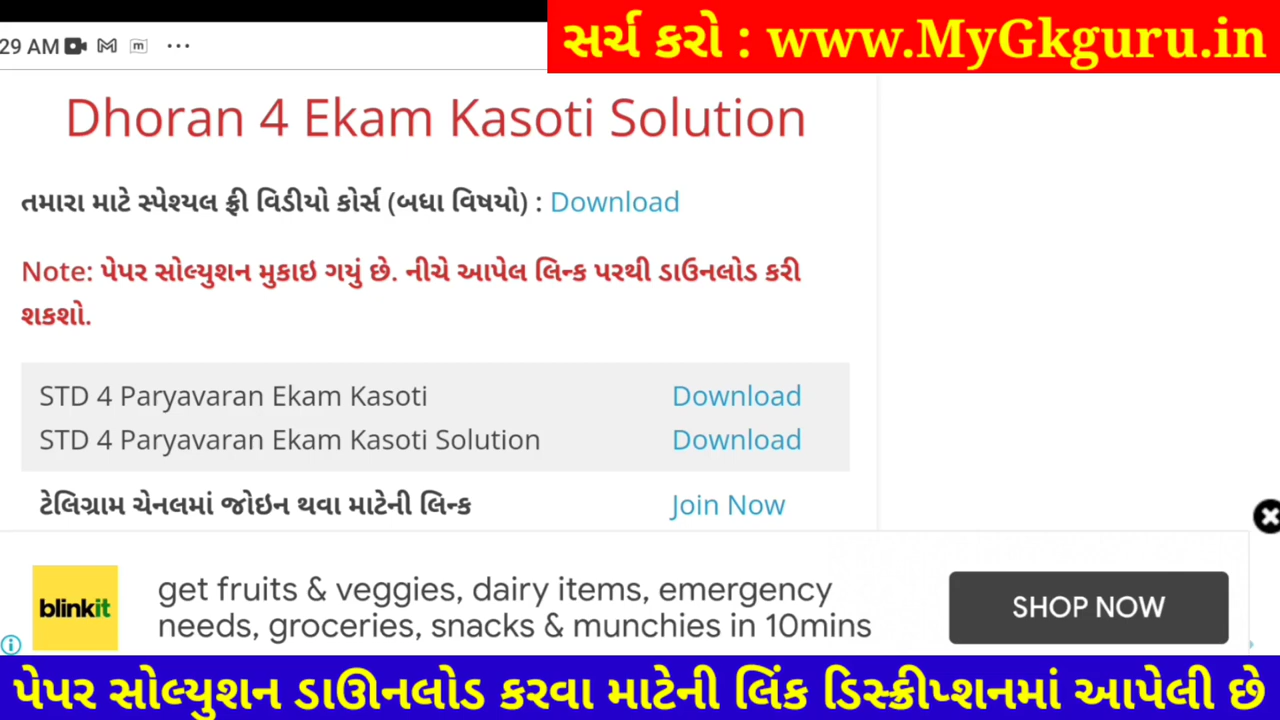 29 AM
સર્ચ કરો : www.MyGkguru.in
Dhoran 4 Ekam Kasoti Solution
તમારા માટે સ્પેશ્યલ ફ્રી વિડીયો કોર્સ (બધા વિષયો) : Download
Note: પેપર સોલ્યુશન મુકાઇ ગયું છે. નીચે આપેલ લિન્ક પરથી ડાઉનલોડ કરી
શકશો.
STD 4 Paryavaran Ekam Kasoti Download
STD 4 Paryavaran Ekam Kasoti Solution Download
ટેલિગ્રામ ચેનલમાં જોઇન થવા માટેની લિન્ક Join Now
blinkit
get fruits & veggies, dairy items, emergency
needs, groceries, snacks & munchies in 10mins
SHOP NOW
પેપર સોલ્યુશન ડાઊનલોડ કરવા માટેની લિંક ડિસ્ક્રીપ્શનમાં આપેલી છે